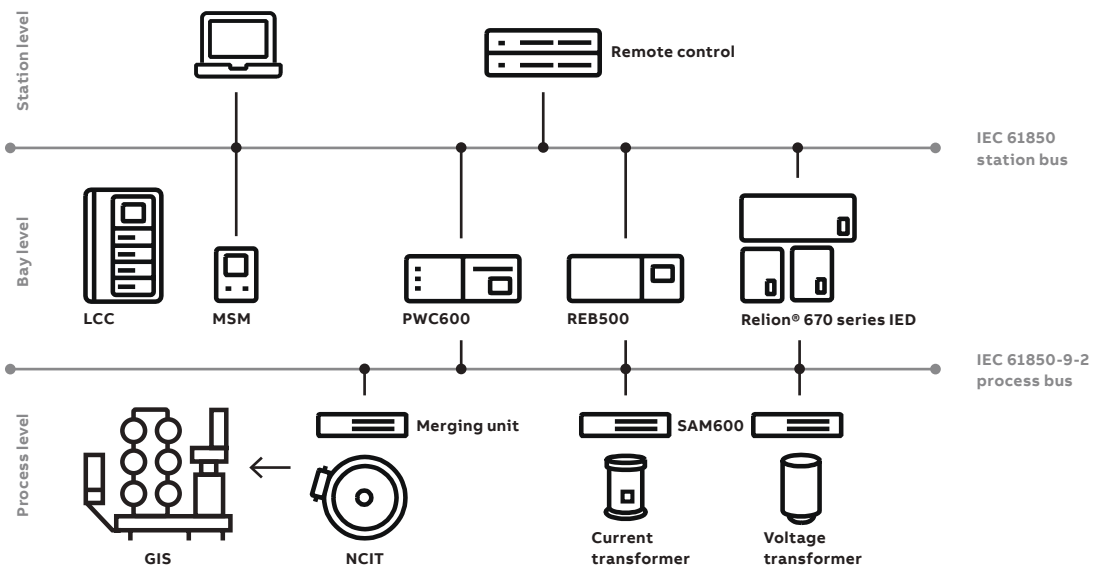 Station level
Remote control
IEC 61850
station bus
Bay level
LCC
MSM
PWC600
REB500
Relion® 670 series IED
IEC 61850-9-2
process bus
Process level
Merging unit
SAM600
GIS
NCIT
Current
transformer
Voltage
transformer